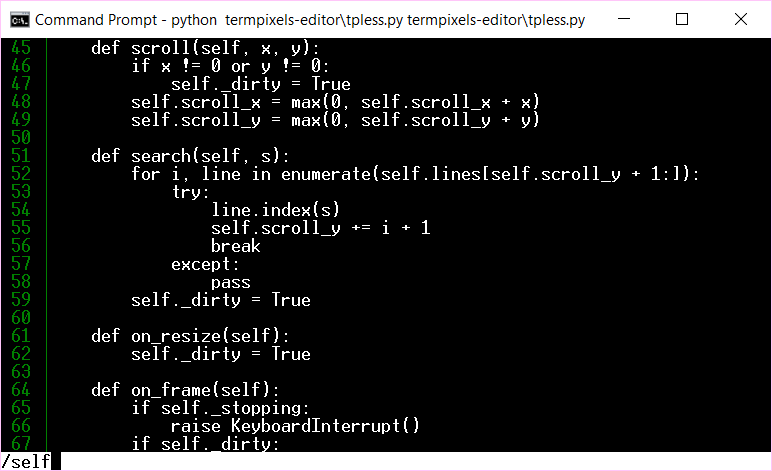 Command Prompt - python  termpixels-editor\tpless.py termpixels-editor\tpless.py
45     def scroll(self, x, y):
46         if x != 0 or y != 0:
47             self._dirty = True
48         self.scroll_x = max(0, self.scroll_x + x)
49         self.scroll_y = max(0, self.scroll_y + y)
50
51     def search(self, s):
52         for i, line in enumerate(self.lines[self.scroll_y + 1:]):
53             try:
54                 line.index(s)
55                 self.scroll_y += i + 1
56                 break
57             except:
58                 pass
59         self._dirty = True
60
61     def on_resize(self):
62         self._dirty = True
63
64     def on_frame(self):
65         if self._stopping:
66             raise KeyboardInterrupt()
67         if self._dirty:
/self